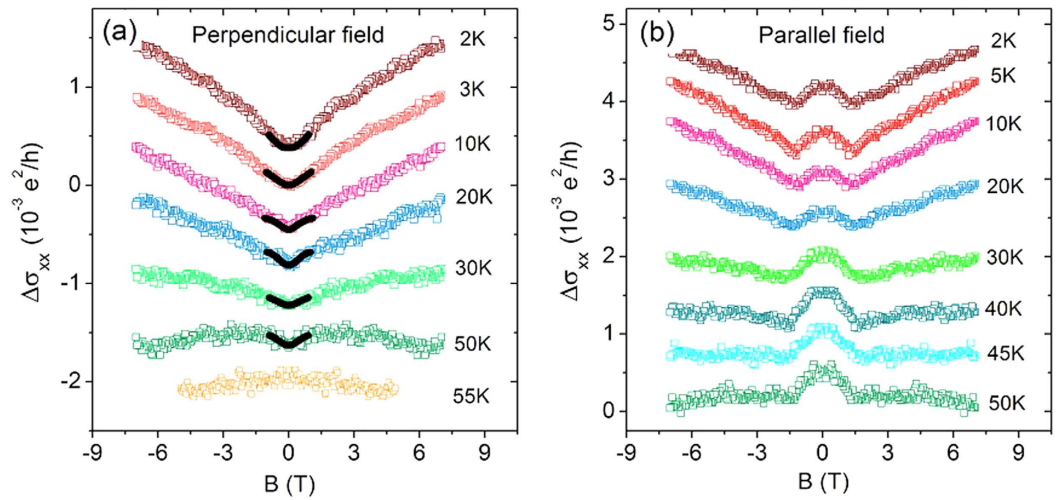 (a) Perpendicular field
2K
3K
10K
20K
30K
50K
55K
1
0
-1
-2
-9 -6 -3 0 3 6 9
B (T)
Δσxx (10⁻³ e²/h)
(b) Parallel field
2K
5K
10K
20K
30K
40K
45K
50K
5
4
3
2
1
0
-9 -6 -3 0 3 6 9
B (T)
Δσxx (10⁻³ e²/h)